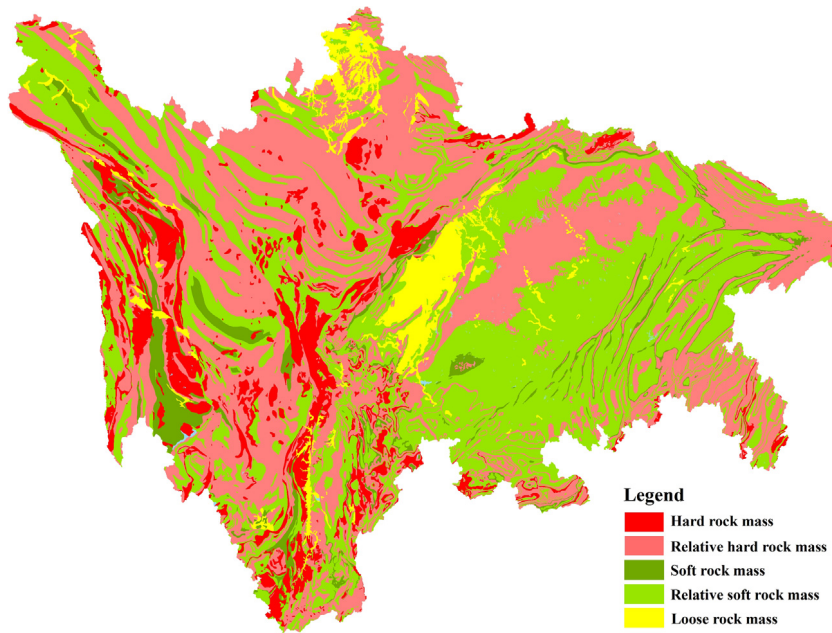 Legend
Hard rock mass
Relative hard rock mass
Soft rock mass
Relative soft rock mass
Loose rock mass